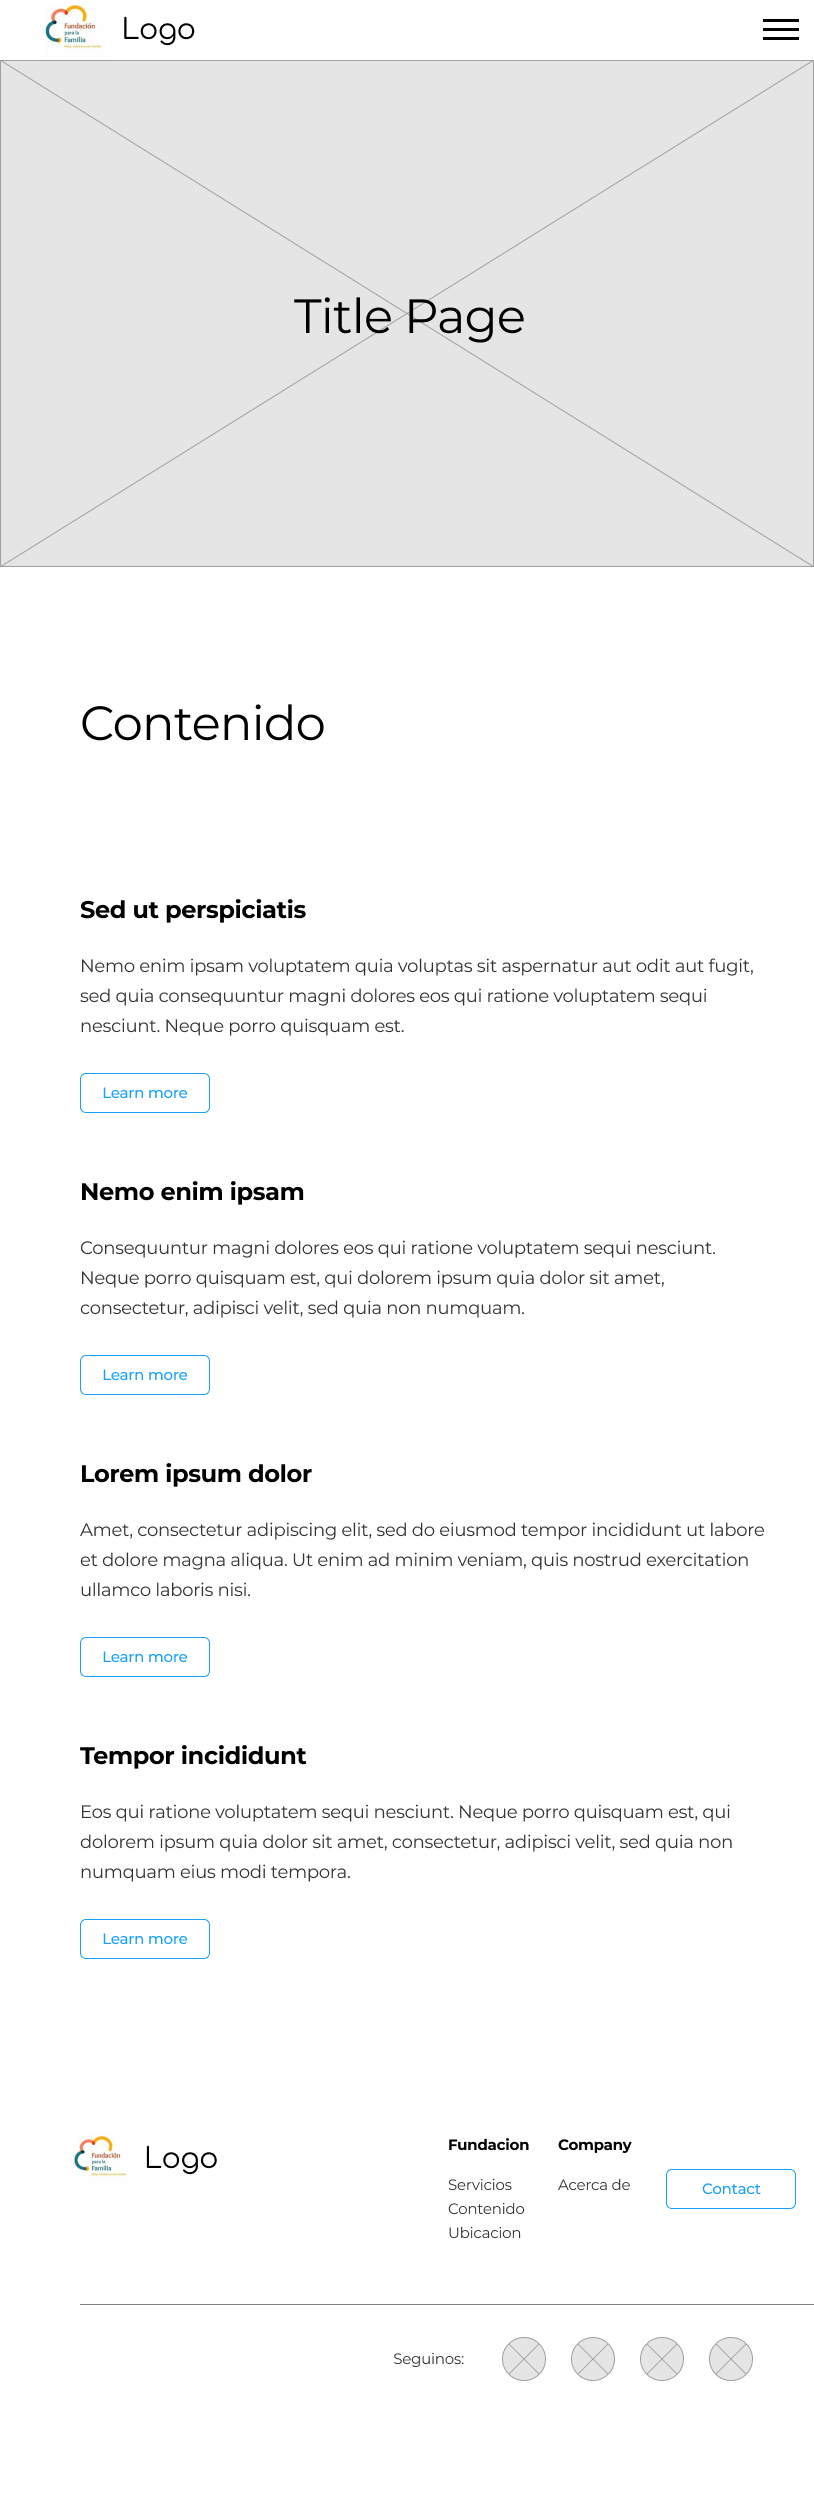 Fundación
para la
Familia
Logo
Title Page
Contenido
Sed ut perspiciatis
Nemo enim ipsam voluptatem quia voluptas sit aspernatur aut odit aut fugit,
sed quia consequuntur magni dolores eos qui ratione voluptatem sequi
nesciunt. Neque porro quisquam est.
Learn more
Nemo enim ipsam
Consequuntur magni dolores eos qui ratione voluptatem sequi nesciunt.
Neque porro quisquam est, qui dolorem ipsum quia dolor sit amet,
consectetur, adipisci velit, sed quia non numquam.
Learn more
Lorem ipsum dolor
Amet, consectetur adipiscing elit, sed do eiusmod tempor incididunt ut labore
et dolore magna aliqua. Ut enim ad minim veniam, quis nostrud exercitation
ullamco laboris nisi.
Learn more
Tempor incididunt
Eos qui ratione voluptatem sequi nesciunt. Neque porro quisquam est, qui
dolorem ipsum quia dolor sit amet, consectetur, adipisci velit, sed quia non
numquam eius modi tempora.
Learn more
Fundación
para la
Familia
Logo
Fundacion
Servicios
Contenido
Ubicacion
Company
Acerca de
Contact
Seguinos: